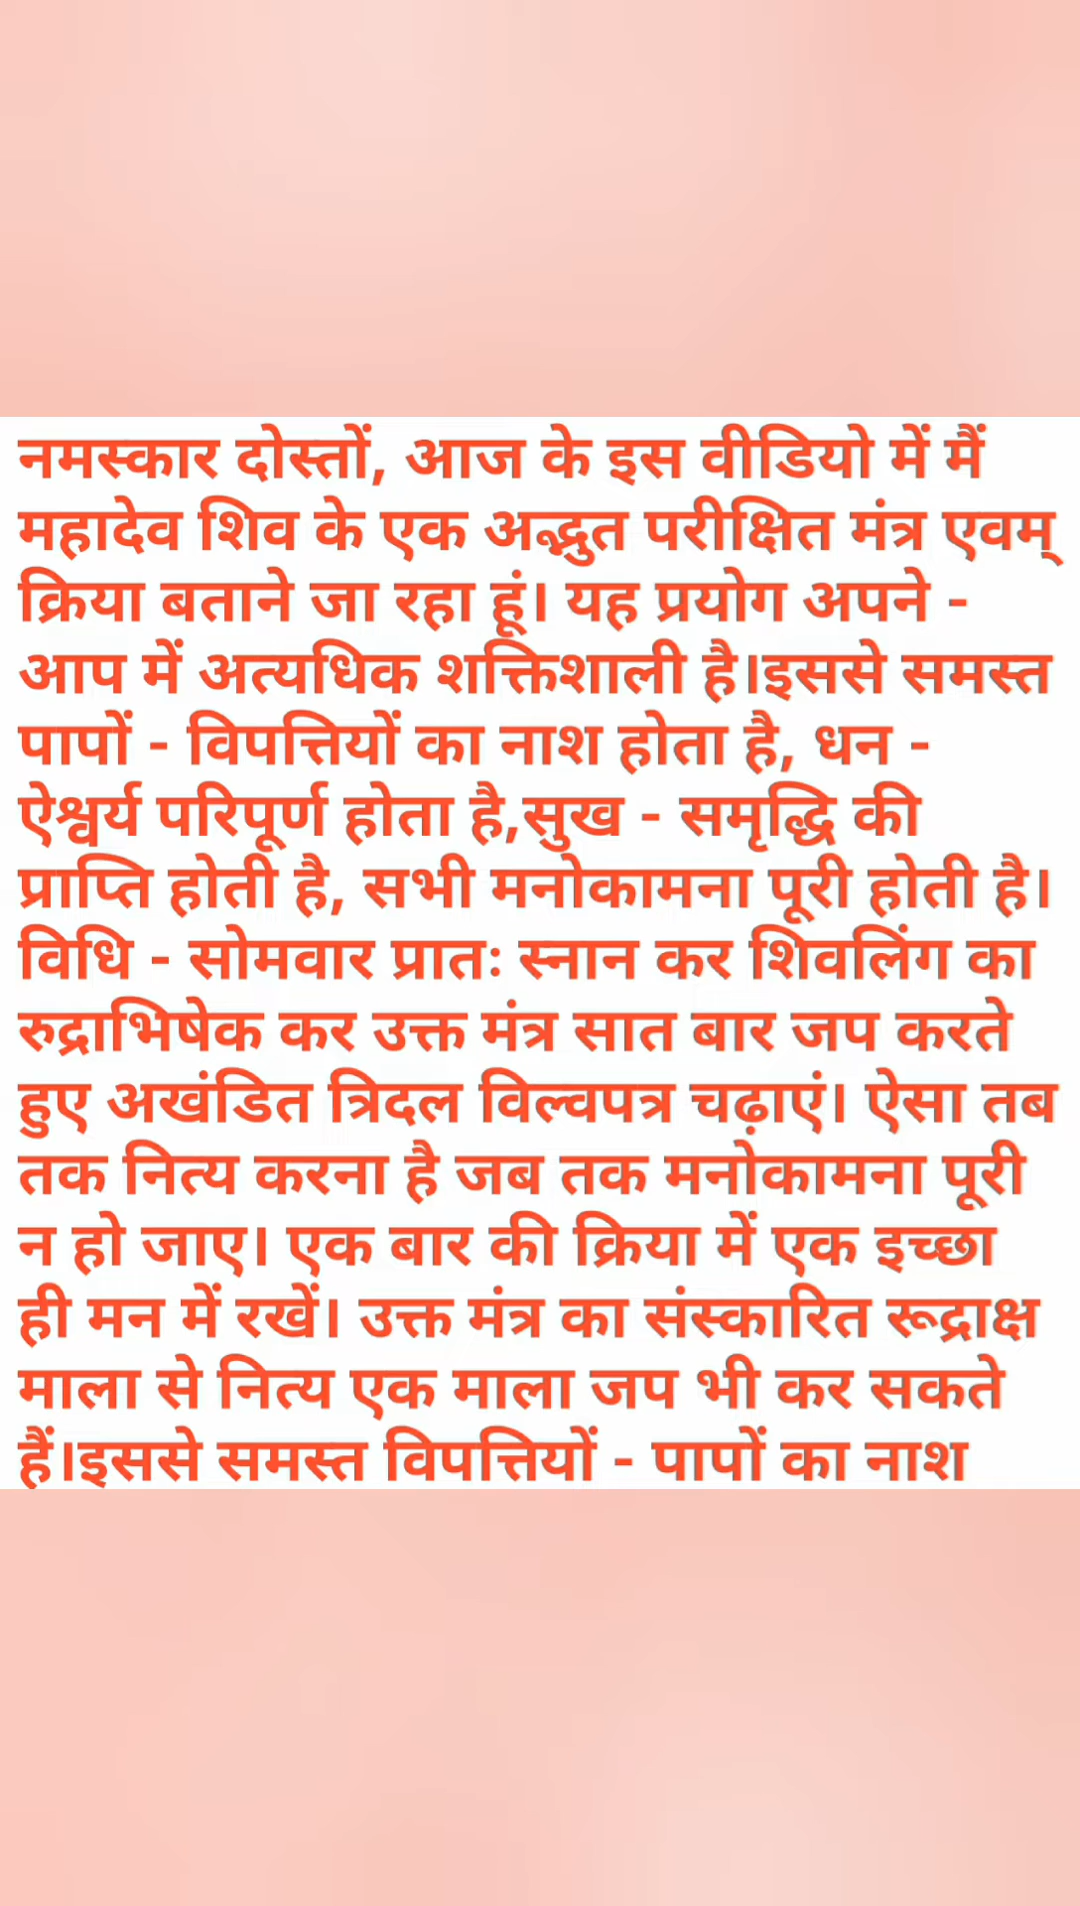 नमस्कार दोस्तों, आज के इस वीडियो में मैं
महादेव शिव के एक अद्भुत परीक्षित मंत्र एवम्
क्रिया बताने जा रहा हूं। यह प्रयोग अपने -
आप में अत्यधिक शक्तिशाली है।इससे समस्त
पापों - विपत्तियों का नाश होता है, धन -
ऐश्वर्य परिपूर्ण होता है,सुख - समृद्धि की
प्राप्ति होती है, सभी मनोकामना पूरी होती है।
विधि - सोमवार प्रातः स्नान कर शिवलिंग का
रुद्राभिषेक कर उक्त मंत्र सात बार जप करते
हुए अखंडित त्रिदल विल्वपत्र चढ़ाएं। ऐसा तब
तक नित्य करना है जब तक मनोकामना पूरी
न हो जाए। एक बार की क्रिया में एक इच्छा
ही मन में रखें। उक्त मंत्र का संस्कारित रूद्राक्ष
माला से नित्य एक माला जप भी कर सकते
हैं।इससे समस्त विपत्तियों - पापों का नाश